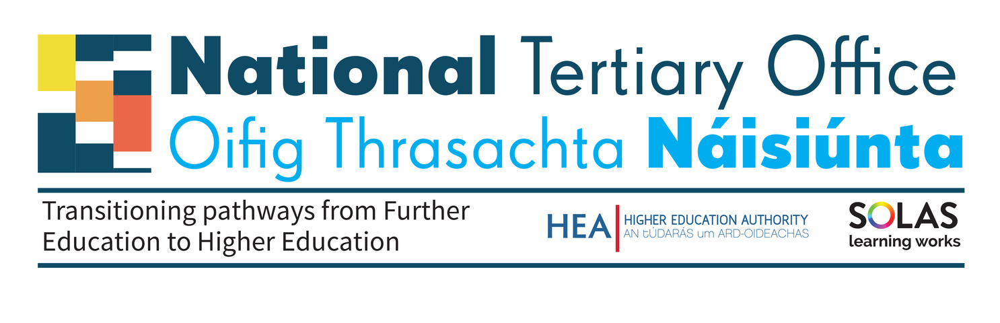 National Tertiary Office
Oifig Thrasachta Náisiúnta
Transitioning pathways from Further
Education to Higher Education
HEA
HIGHER EDUCATION AUTHORITY
AN tÚDARÁS um ARD-OIDEACHAS
SOLAS
learning works